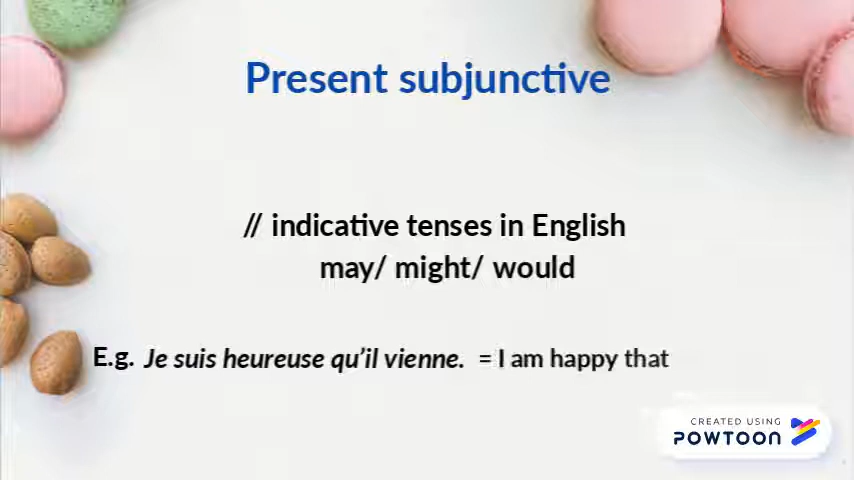 Present subjunctive
// indicative tenses in English
may/ might/ would
E.g. Je suis heureuse qu’il vienne. = I am happy that
CREATED USING
POWTOON